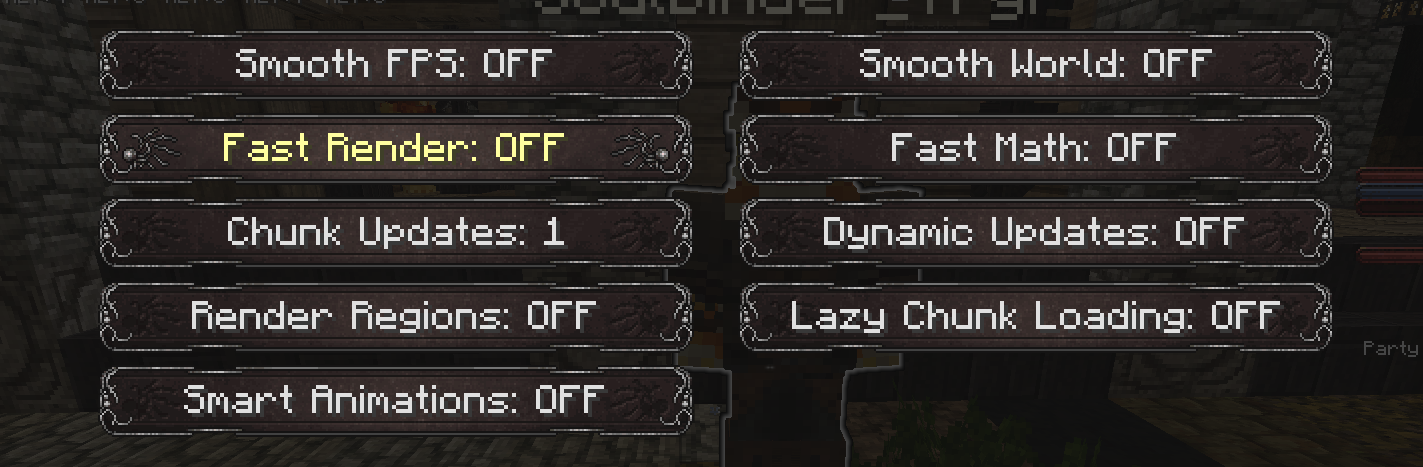 Smooth FPS: OFF
Smooth World: OFF
Fast Render: OFF
Fast Math: OFF
Chunk Updates: 1
Dynamic Updates: OFF
Render Regions: OFF
Lazy Chunk Loading: OFF
Smart Animations: OFF
Party